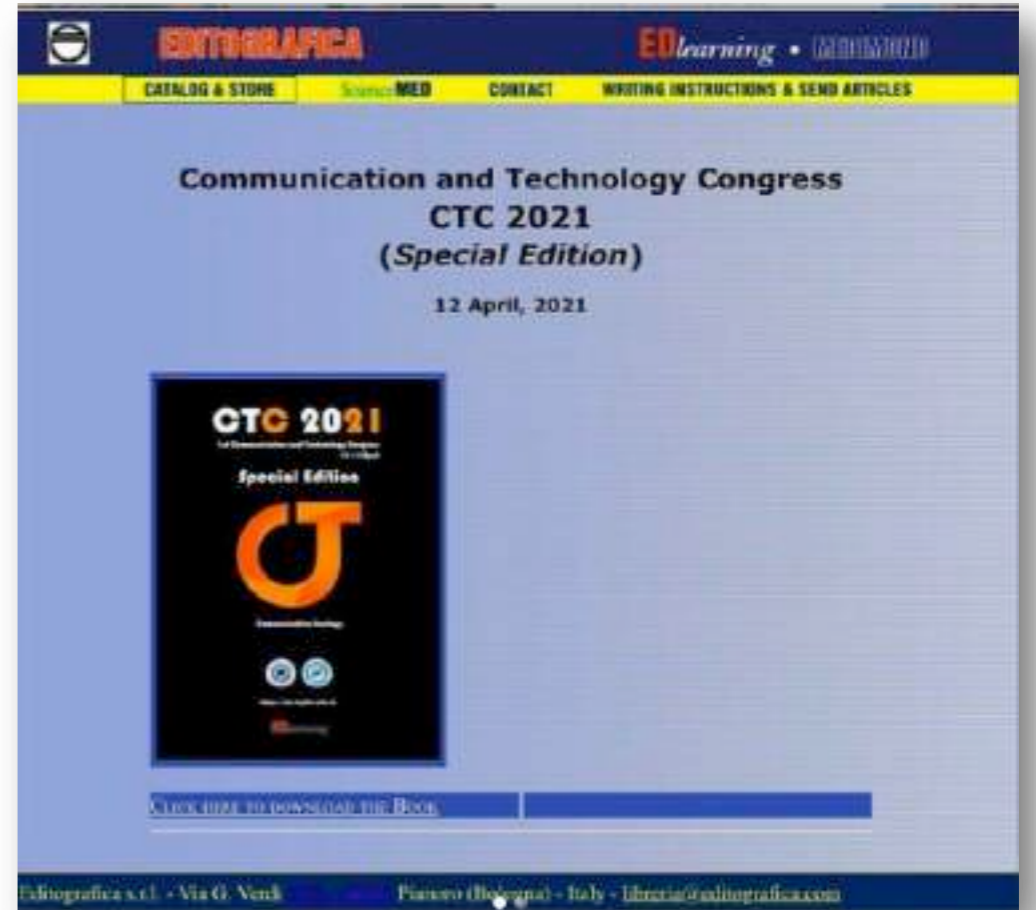 EDITOGRAFICA
EDlearning • MEDIMOND
CATALOG & STORE ScienceMED CONTACT WRITING INSTRUCTIONS & SEND ARTICLES
Communication and Technology Congress
CTC 2021
(Special Edition)
12 April, 2021
CTC 2021
Special Edition
CLICK HERE TO DOWNLOAD THE BOOK
Editografica s.r.l. - Via G. Verdi Pianoro (Bologna) - Italy - libreria@editografica.com